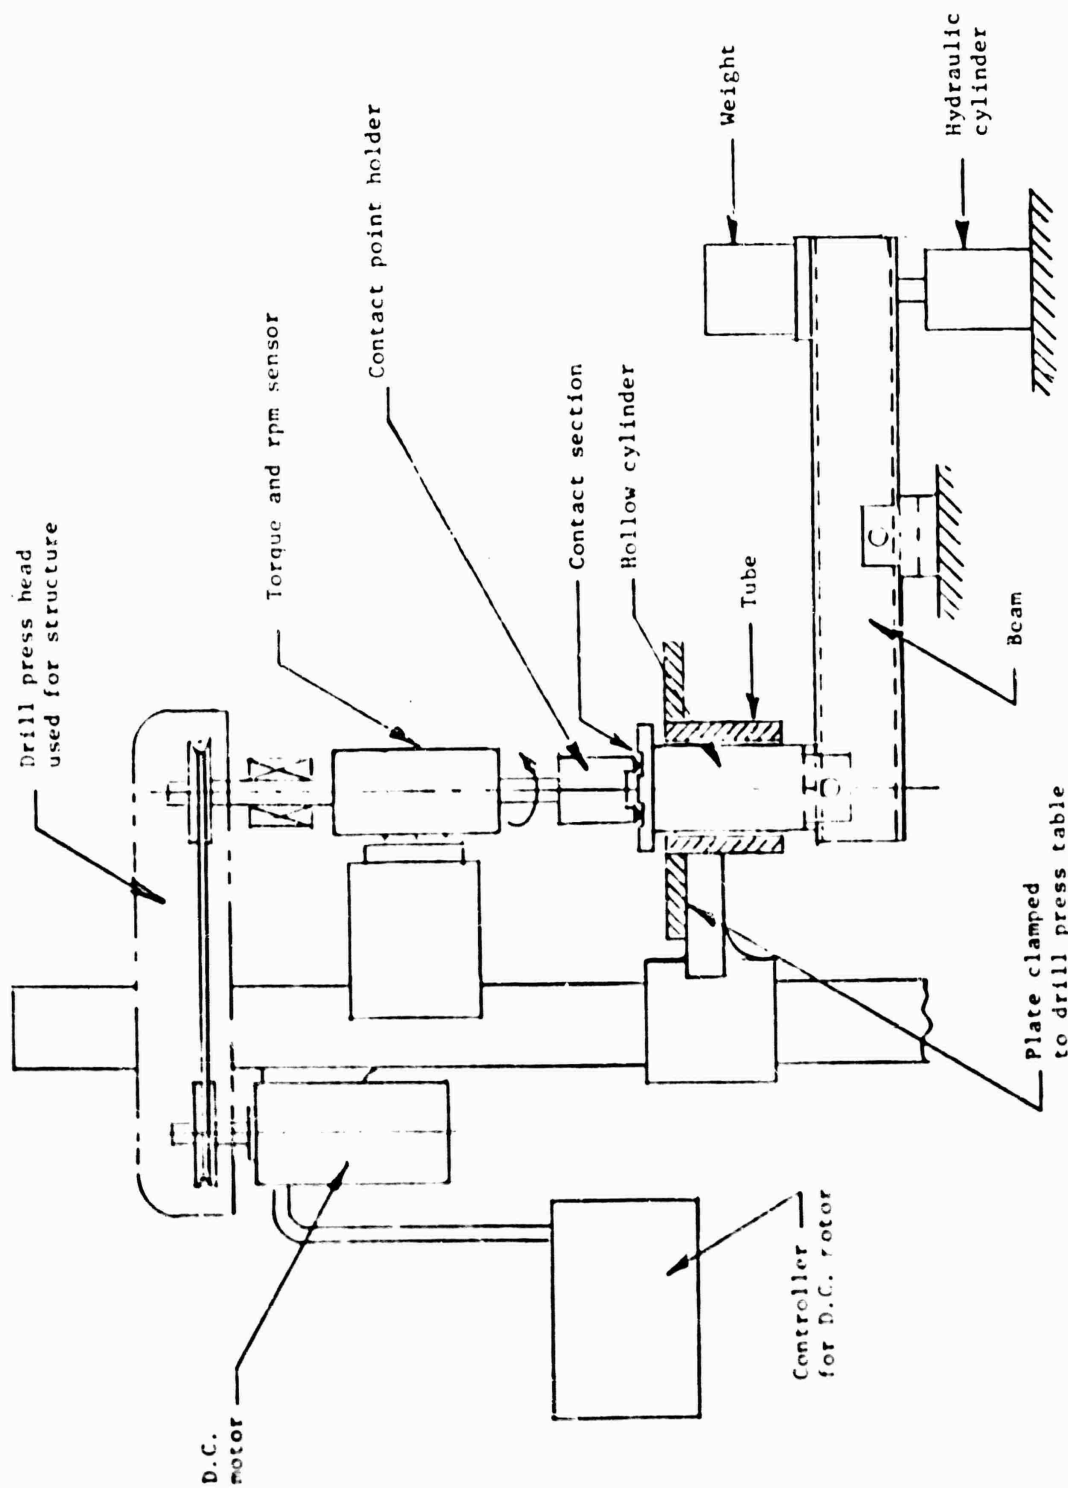 Drill press head
used for structure
Torque and rpm sensor
Contact point holder
Contact section
Hollow cylinder
Tube
Weight
Hydraulic
cylinder
Beam
Plate clamped
to drill press table
Controller
for D.C. rotor
D.C.
motor